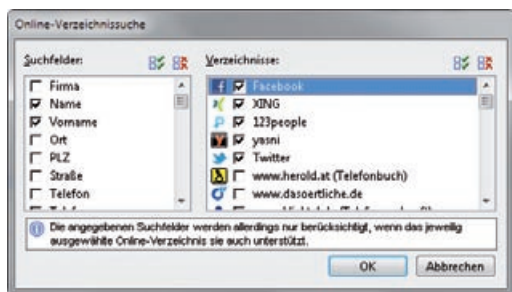 Online-Verzeichnissuche
Suchfelder:
Firma
Name
Vorname
Ort
PLZ
Straße
Telefon
Verzeichnisse:
Facebook
XING
123people
yasni
Twitter
www.herold.at (Telefonbuch)
www.dasoertliche.de
Die angegebenen Suchfelder werden allerdings nur berücksichtigt, wenn das jeweilig
ausgewählte Online-Verzeichnis sie auch unterstützt.
OK
Abbrechen